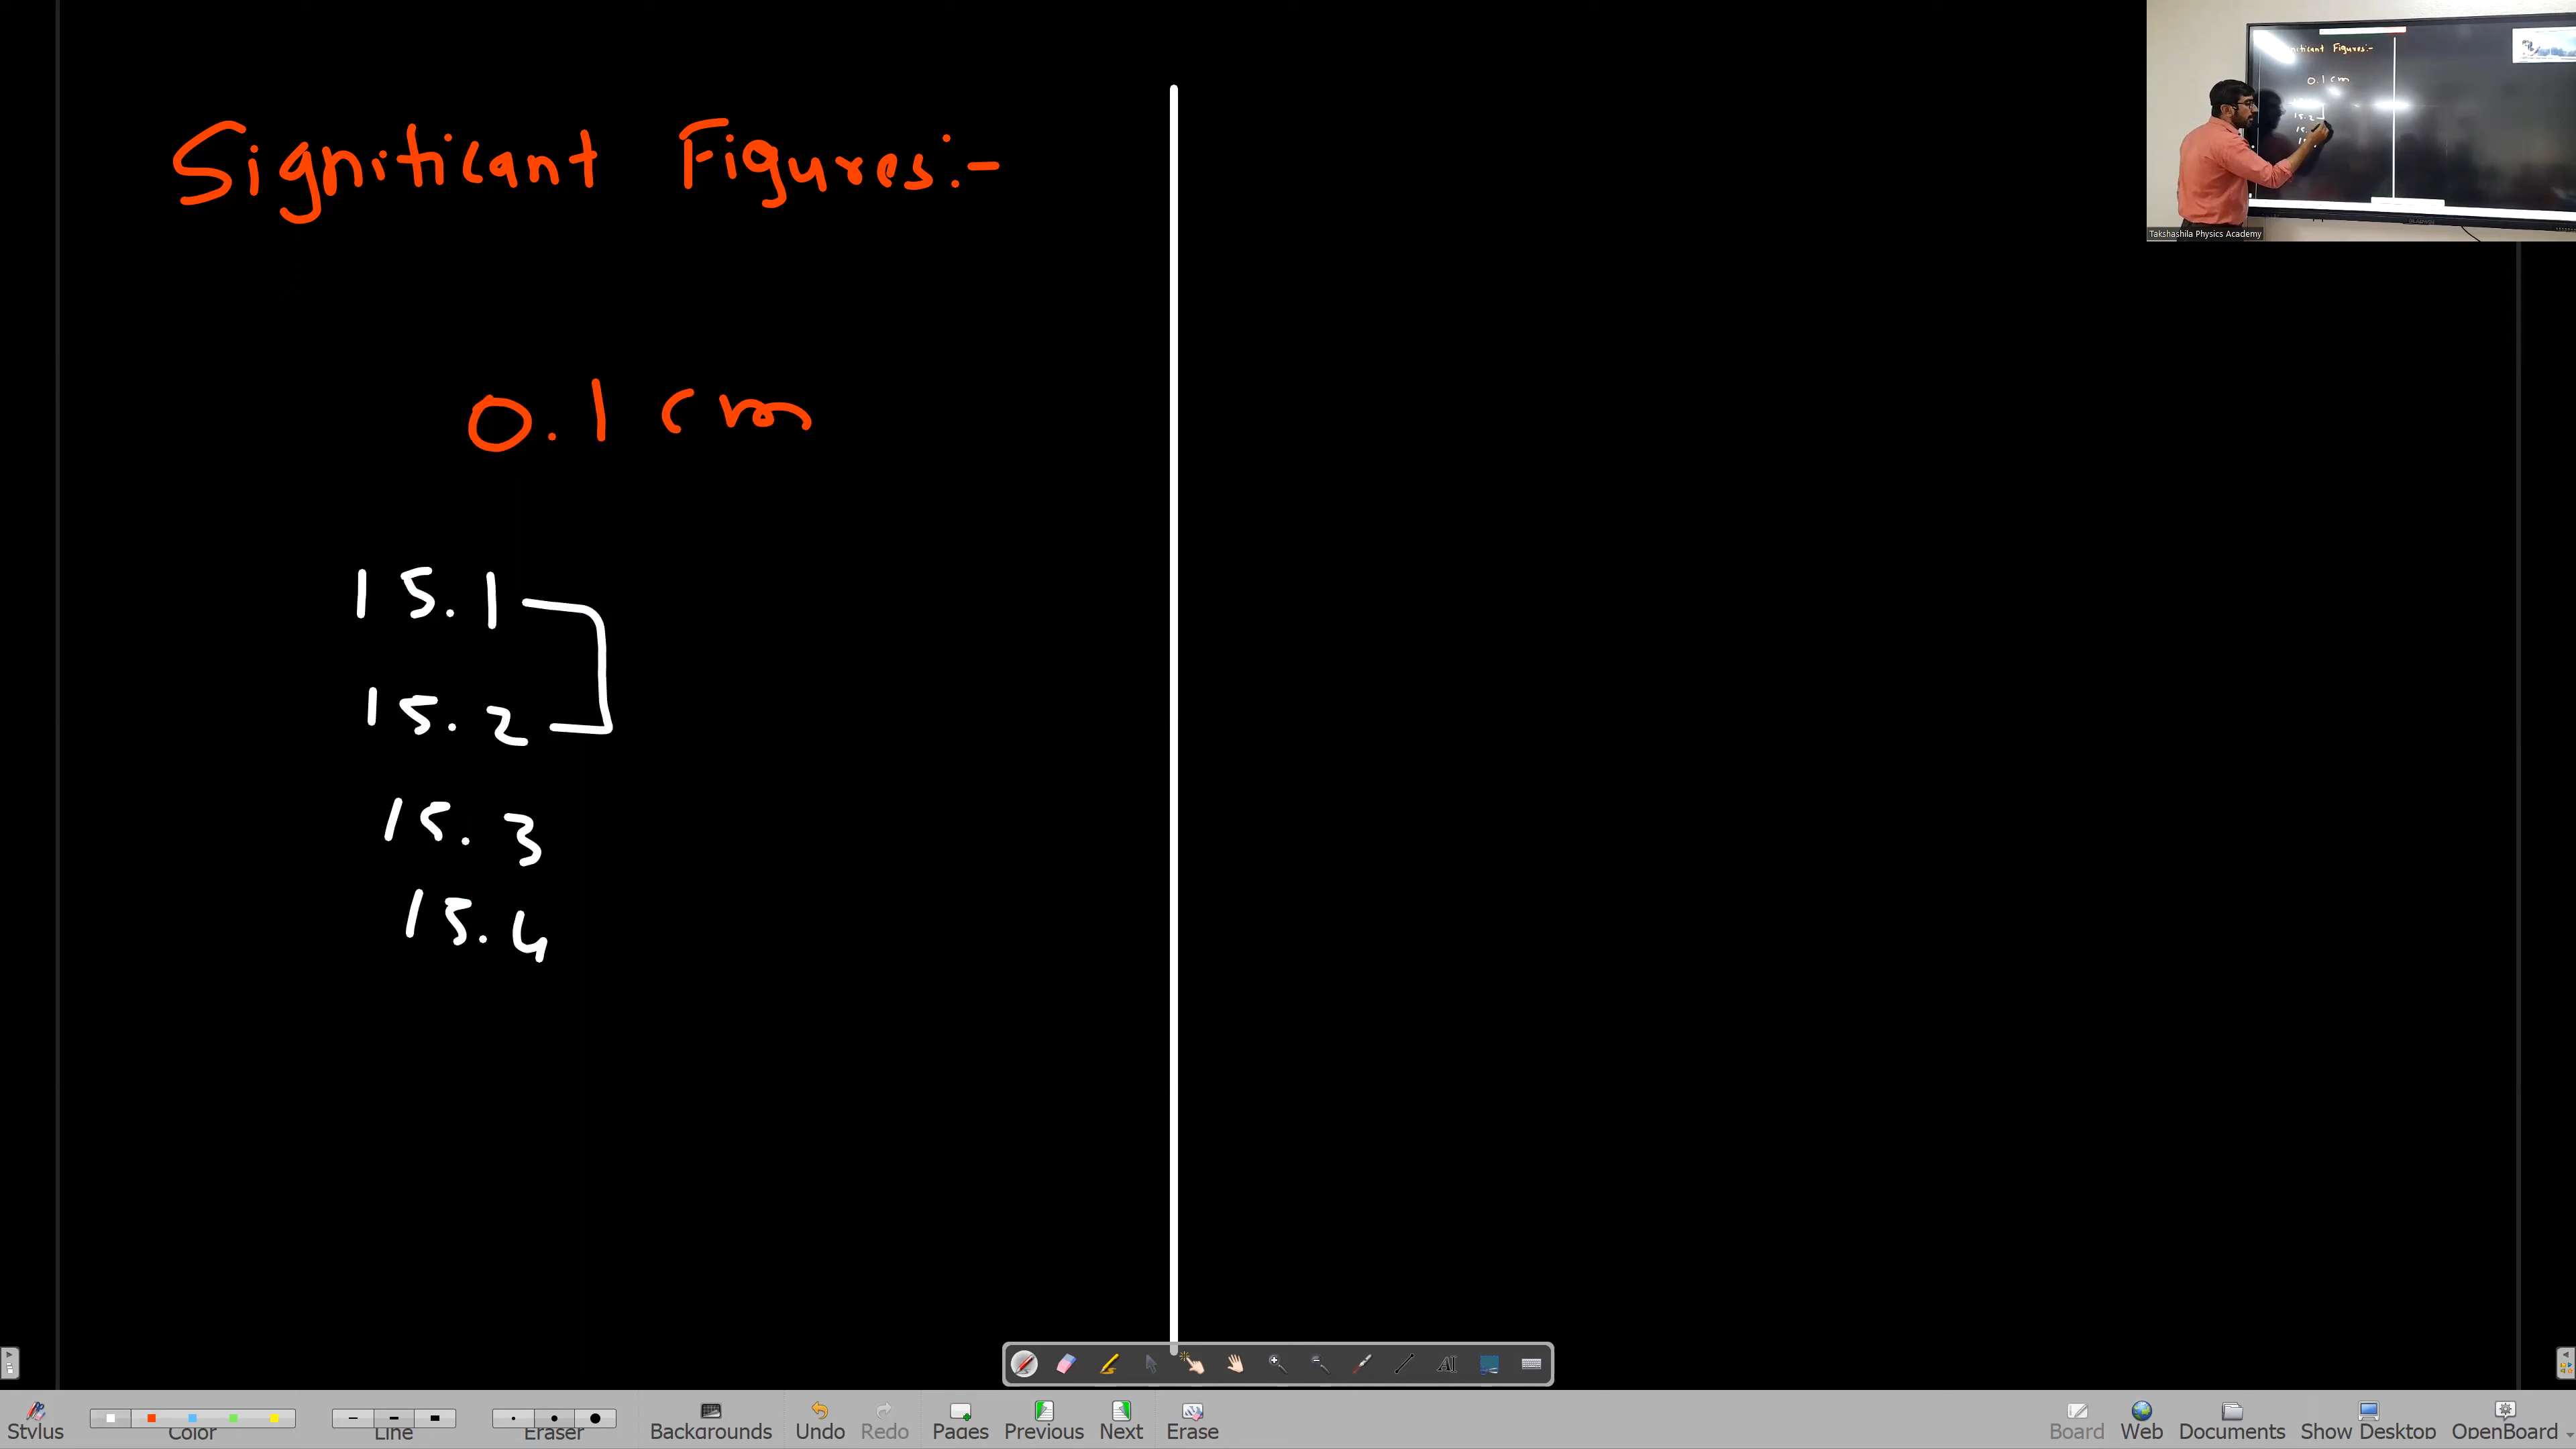 Significant Figures:-
0.1 cm
15.1
15.2
15.3
15.4
Takshashila Physics Academy
Stylus
Color
Line
Eraser
Backgrounds
Undo
Redo
Pages
Previous
Next
Erase
Board
Web
Documents
Show Desktop
OpenBoard